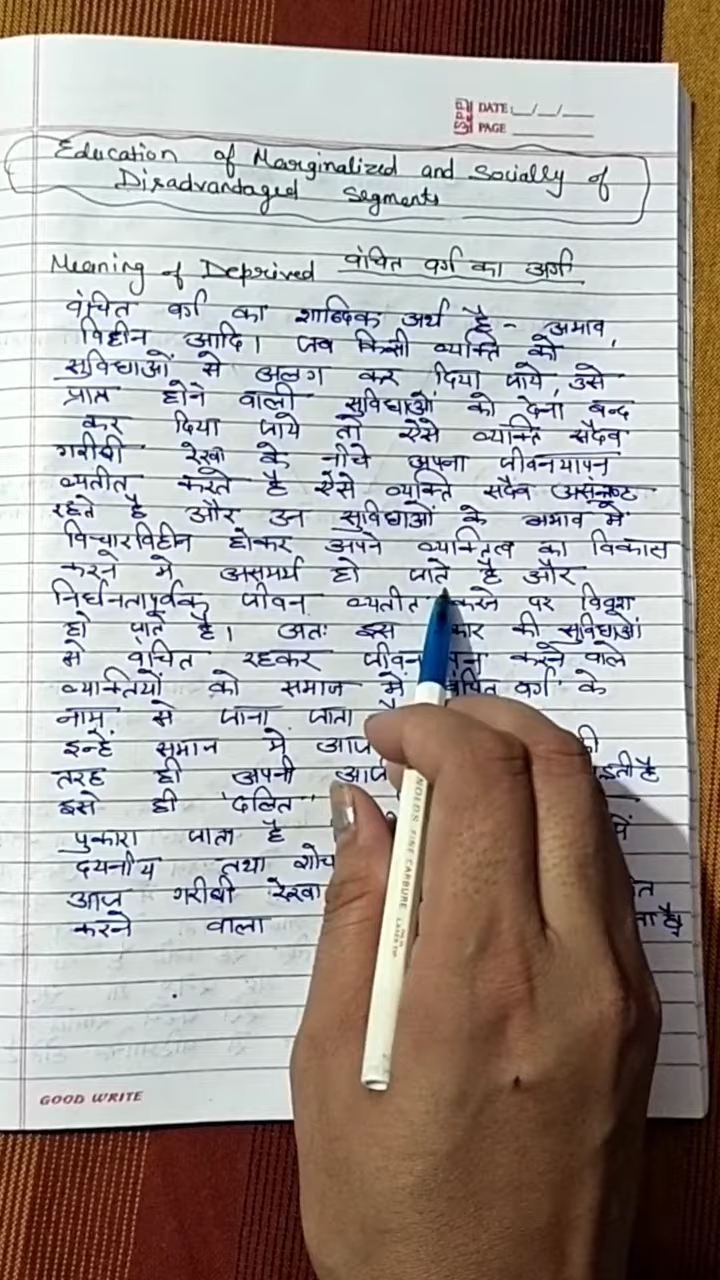 DATE:__/__/__
PAGE
Education of Marginalized and Socially of
Disadvantaged Segments
Meaning of Deprived वंचित वर्ग का अर्थ
वंचित वर्ग का शाब्दिक अर्थ है - अभाव,
विहीन आदि। जब किसी व्यक्ति को
सुविधाओं से अलग कर दिया जाये, उसे
प्राप्त होने वाली सुविधाओं को देना बन्द
कर दिया जाये तो ऐसे व्यक्ति सदैव
गरीबी रेखा के नीचे अपना जीवनयापन
व्यतीत करते है ऐसे व्यक्ति सदैव असंतुष्ट
रहते है और उन सुविधाओं के अभाव में
विचारविहीन होकर अपने व्यक्तित्व का विकास
करने मे असमर्थ हो जाते है और
निर्धनतापूर्वक जीवन व्यतीत करने पर विवश
हो जाते है। अतः इस की सुविधाओं
से वंचित रहकर करने वाले
व्यक्तियों को समाज में वंचित वर्ग के
नाम से जाना जाता
इन्हें समान मे
तरह ही अपनी
इसे ही "दलित"
पुकारा जाता है
दयनीय तथा
आज गरीबी रेखा
करने वाला
GOOD WRITE